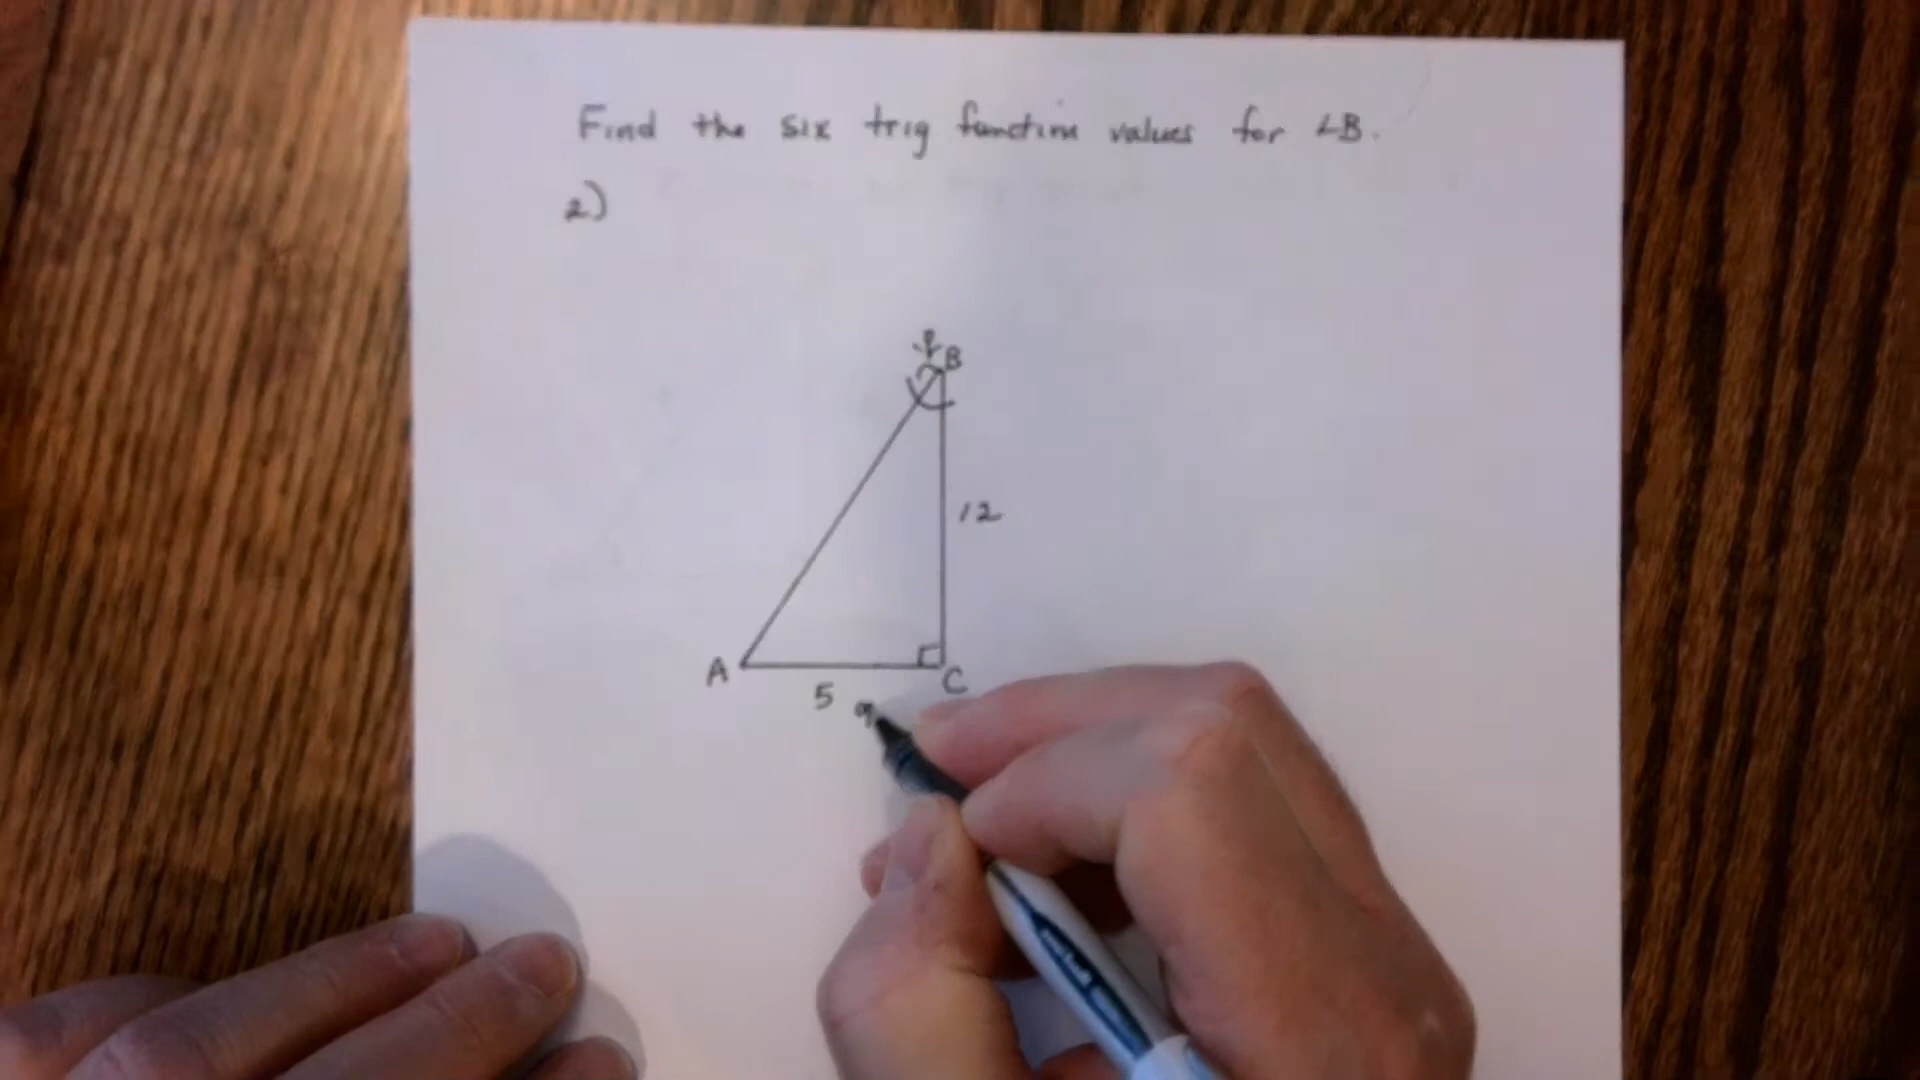 Find the six trig function values for ∠B.
2)
B
12
A
C
5